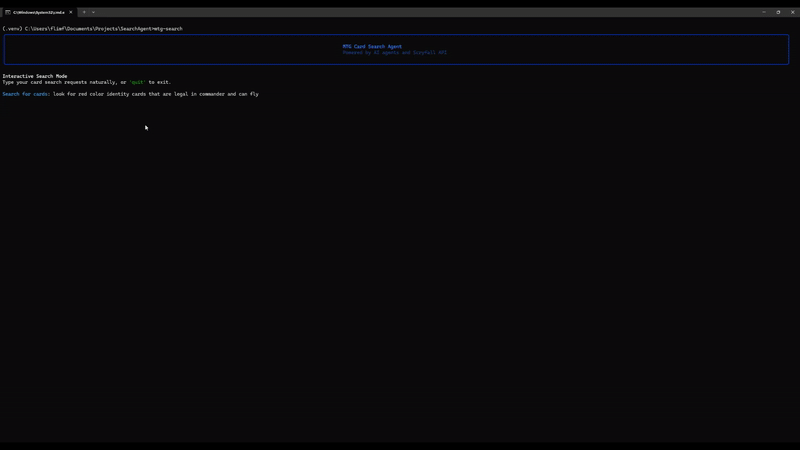 C:\Windows\System32\cmd.e
(.venv) C:\Users\flimf\Documents\Projects\SearchAgent>mtg-search
MTG Card Search Agent
Powered by AI agents and Scryfall API
Interactive Search Mode
Type your card search requests naturally, or 'quit' to exit.
Search for cards: look for red color identity cards that are legal in commander and can fly